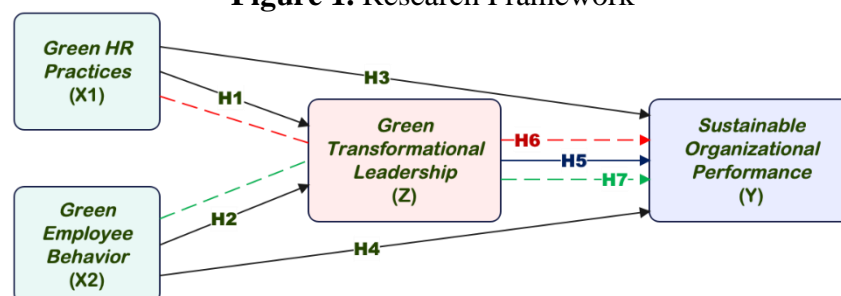 Figure 1. Research Framework
Green HR
Practices
(X1)
H3
H1
Green
Transformational
Leadership
(Z)
H6
H5
H7
Sustainable
Organizational
Performance
(Y)
Green
Employee
Behavior
(X2)
H2
H4